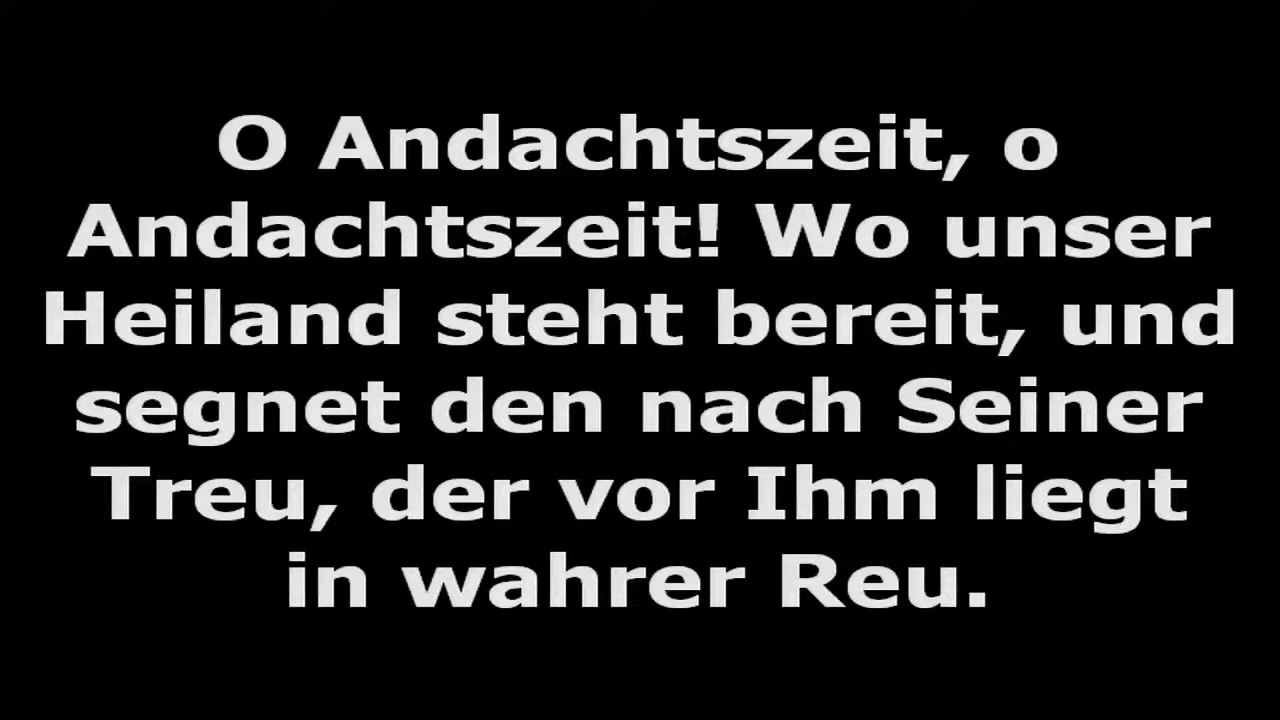 O Andachtszeit, o
Andachtszeit! Wo unser
Heiland steht bereit, und
segnet den nach Seiner
Treu, der vor Ihm liegt
in wahrer Reu.